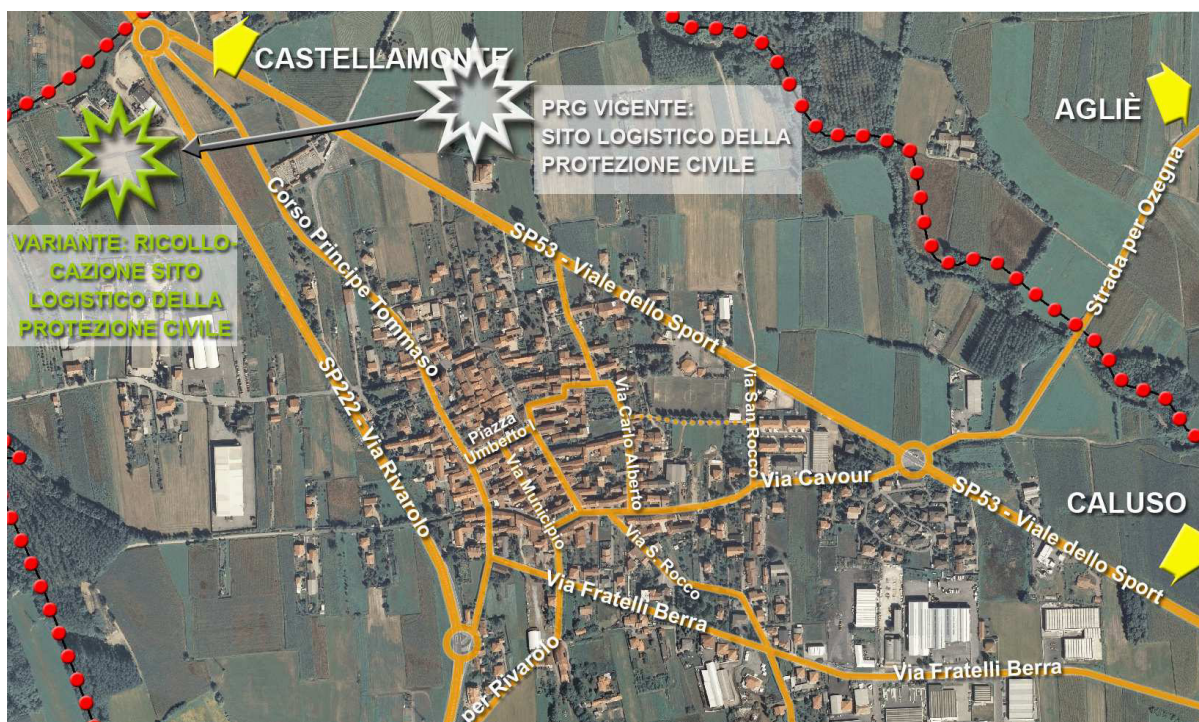 CASTELLAMONTE
AGLIÈ
PRG VIGENTE:
SITO LOGISTICO DELLA
PROTEZIONE CIVILE
VARIANTE: RICOLLO-
CAZIONE SITO
LOGISTICO DELLA
PROTEZIONE CIVILE
Corso Principe Tommaso
SP53 - Viale dello Sport
Strada per Ozegna
SP222 - Via Rivarolo
Piazza
Umberto I
Via Municipio
Via Carlo Alberto
Via San Rocco
Via Cavour
SP53 - Viale dello Sport
CALUSO
Via S. Rocco
Via Fratelli Berra
Via Fratelli Berra
per Rivarolo